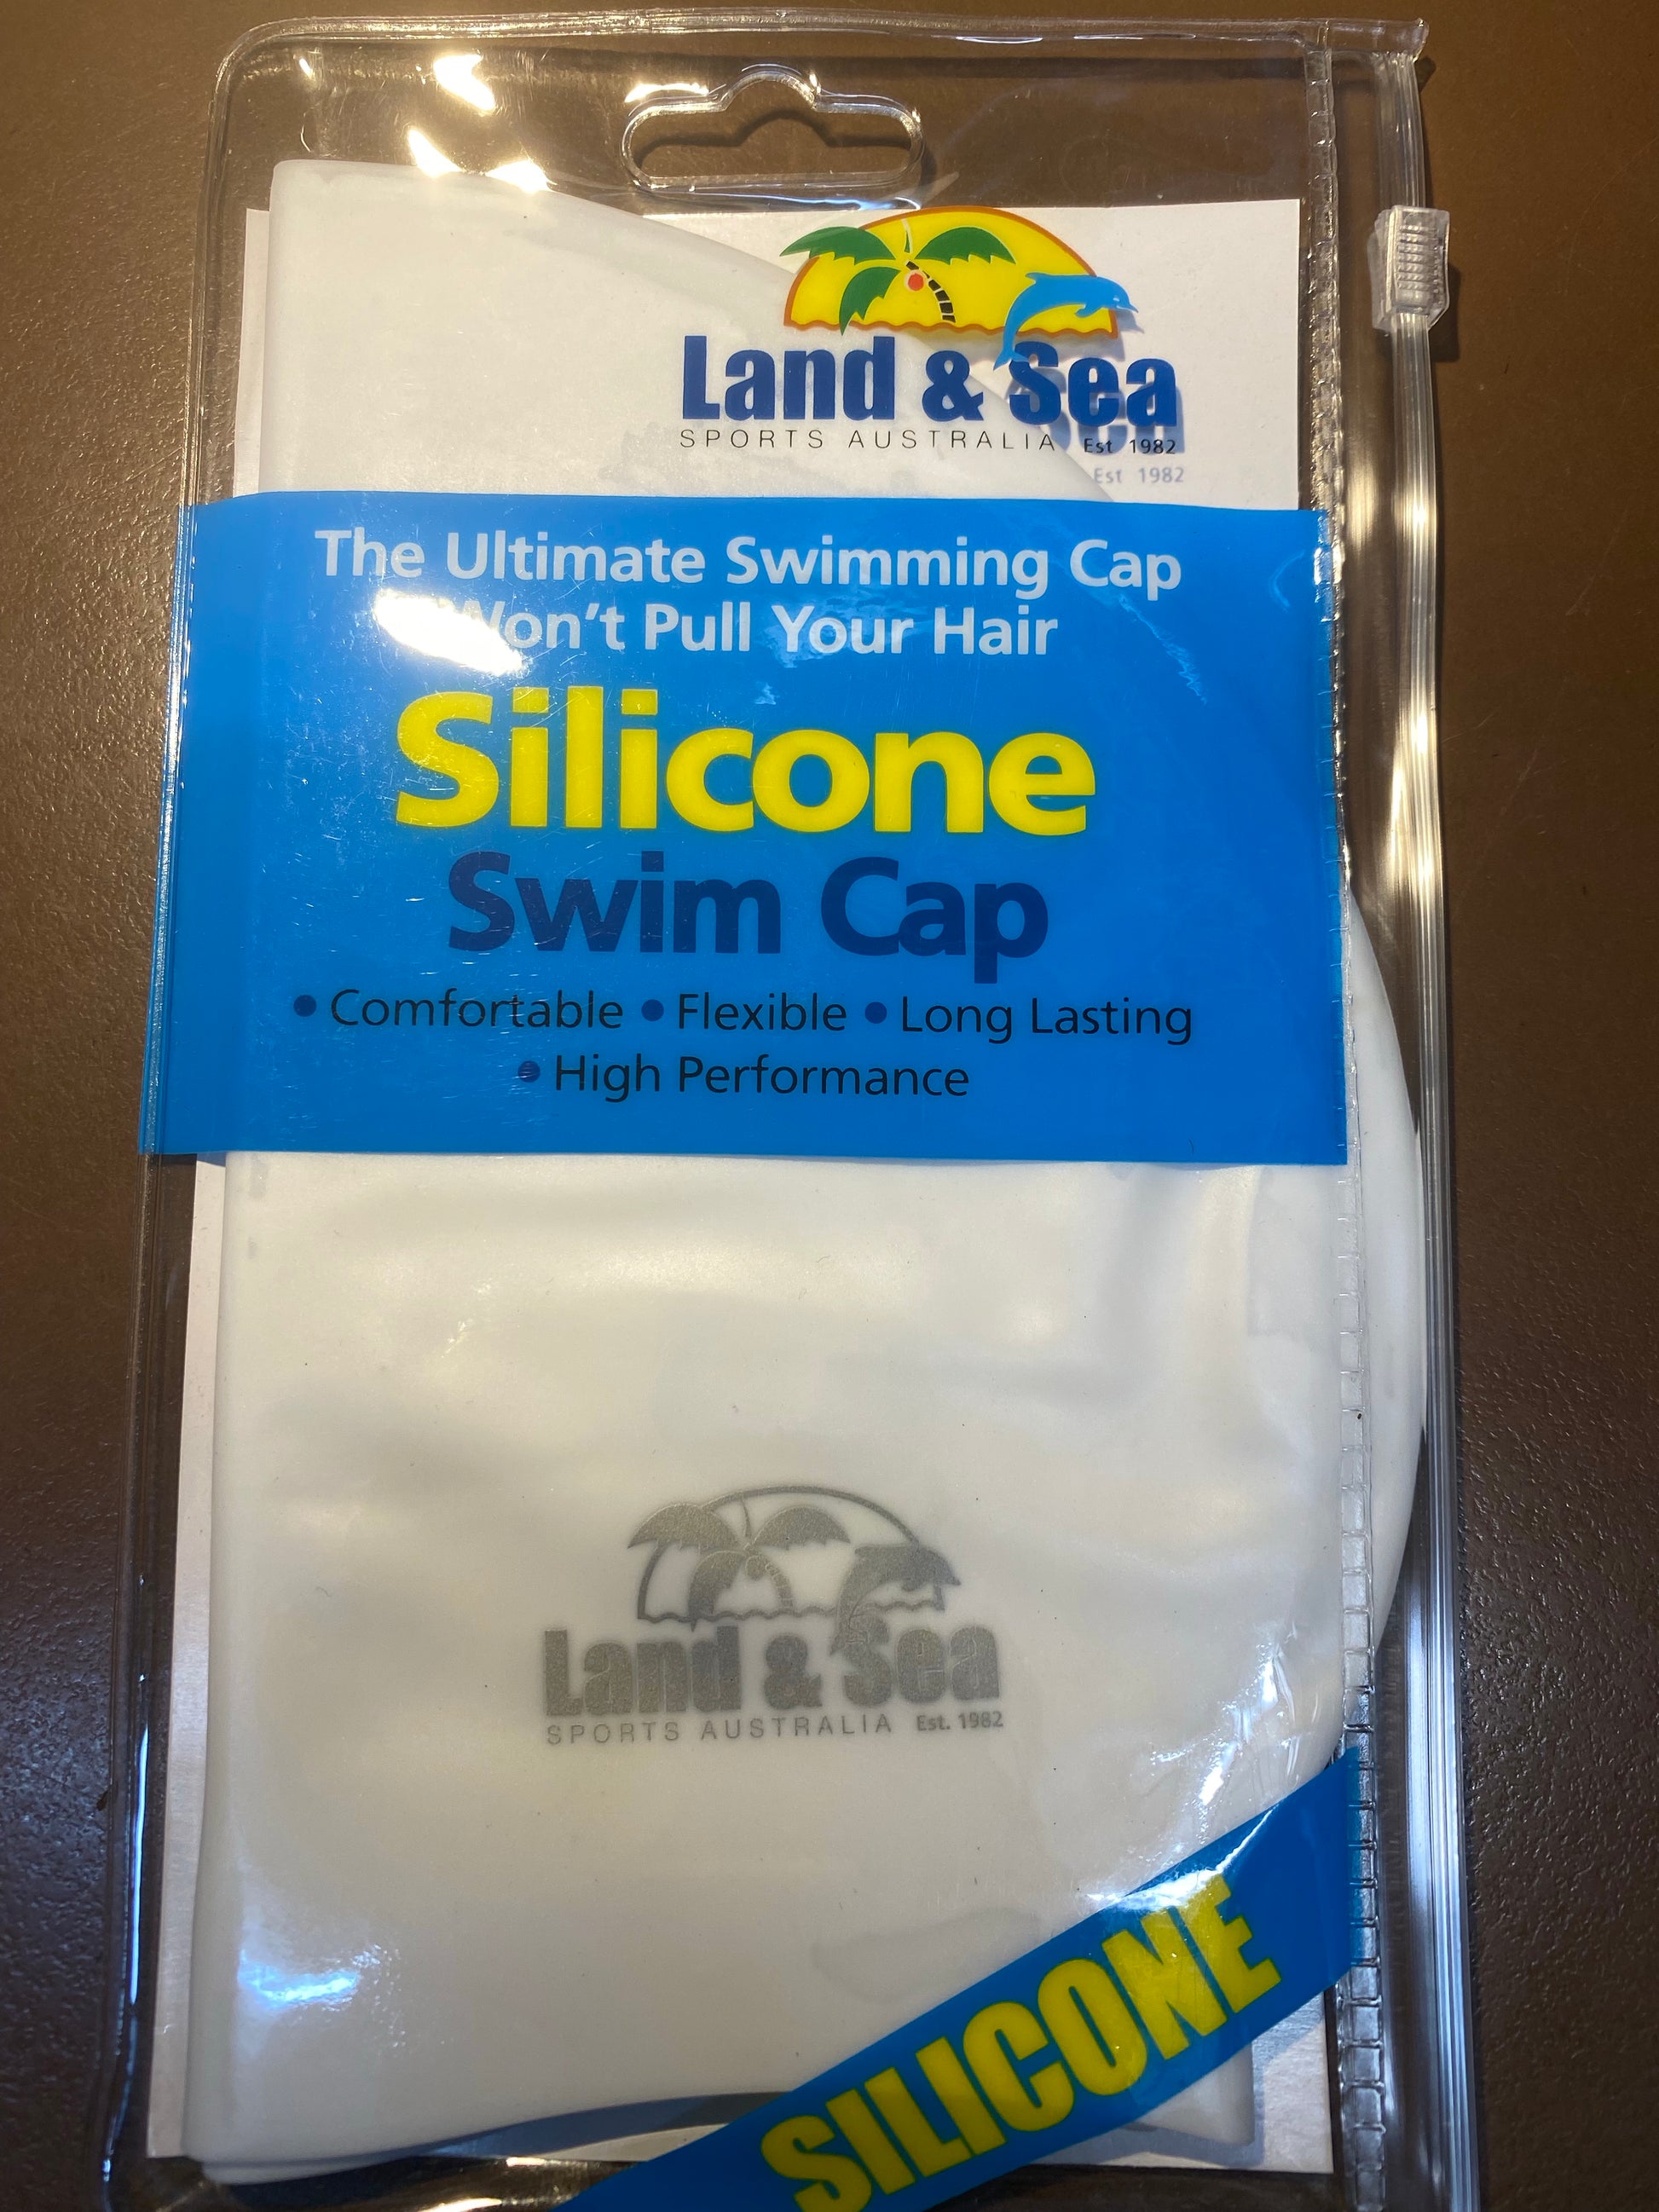 Land & Sea
SPORTS AUSTRALIA Est 1982
Est 1982
The Ultimate Swimming Cap
Won't Pull Your Hair
Silicone
Swim Cap
• Comfortable • Flexible • Long Lasting
• High Performance
Land & Sea
SPORTS AUSTRALIA Est. 1982
SILICONE